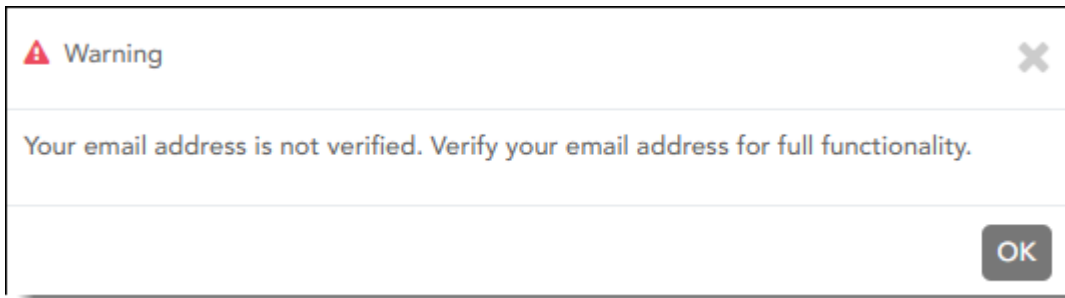 Warning
Your email address is not verified. Verify your email address for full functionality.
OK